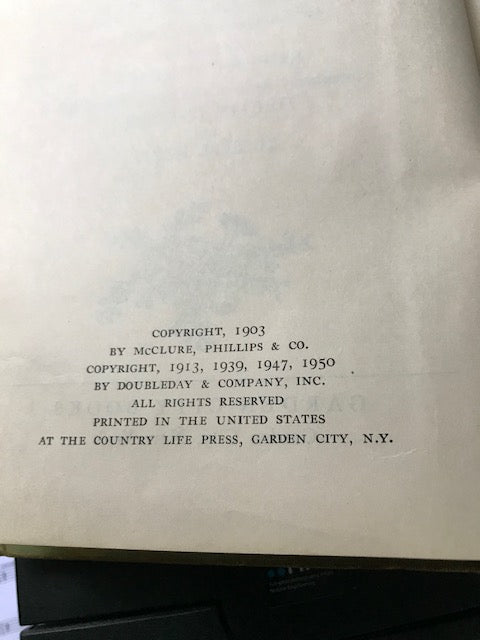 COPYRIGHT, 1903
BY McCLURE, PHILLIPS & CO.
COPYRIGHT, 1913, 1939, 1947, 1950
BY DOUBLEDAY & COMPANY, INC.
ALL RIGHTS RESERVED
PRINTED IN THE UNITED STATES
AT THE COUNTRY LIFE PRESS, GARDEN CITY, N.Y.